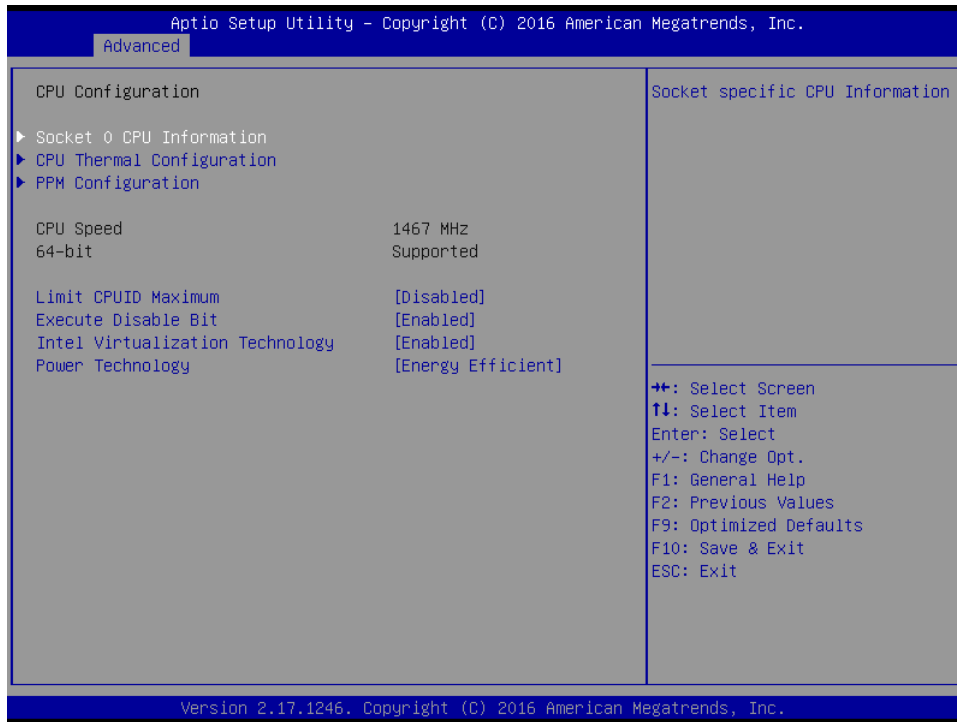 Aptio Setup Utility – Copyright (C) 2016 American Megatrends, Inc.
Advanced
CPU Configuration
Socket specific CPU Information
► Socket 0 CPU Information
► CPU Thermal Configuration
► PPM Configuration
CPU Speed 1467 MHz
64-bit Supported
Limit CPUID Maximum [Disabled]
Execute Disable Bit [Enabled]
Intel Virtualization Technology [Enabled]
Power Technology [Energy Efficient]
→←: Select Screen
↑↓: Select Item
Enter: Select
+/-: Change Opt.
F1: General Help
F2: Previous Values
F9: Optimized Defaults
F10: Save & Exit
ESC: Exit
Version 2.17.1246. Copyright (C) 2016 American Megatrends, Inc.